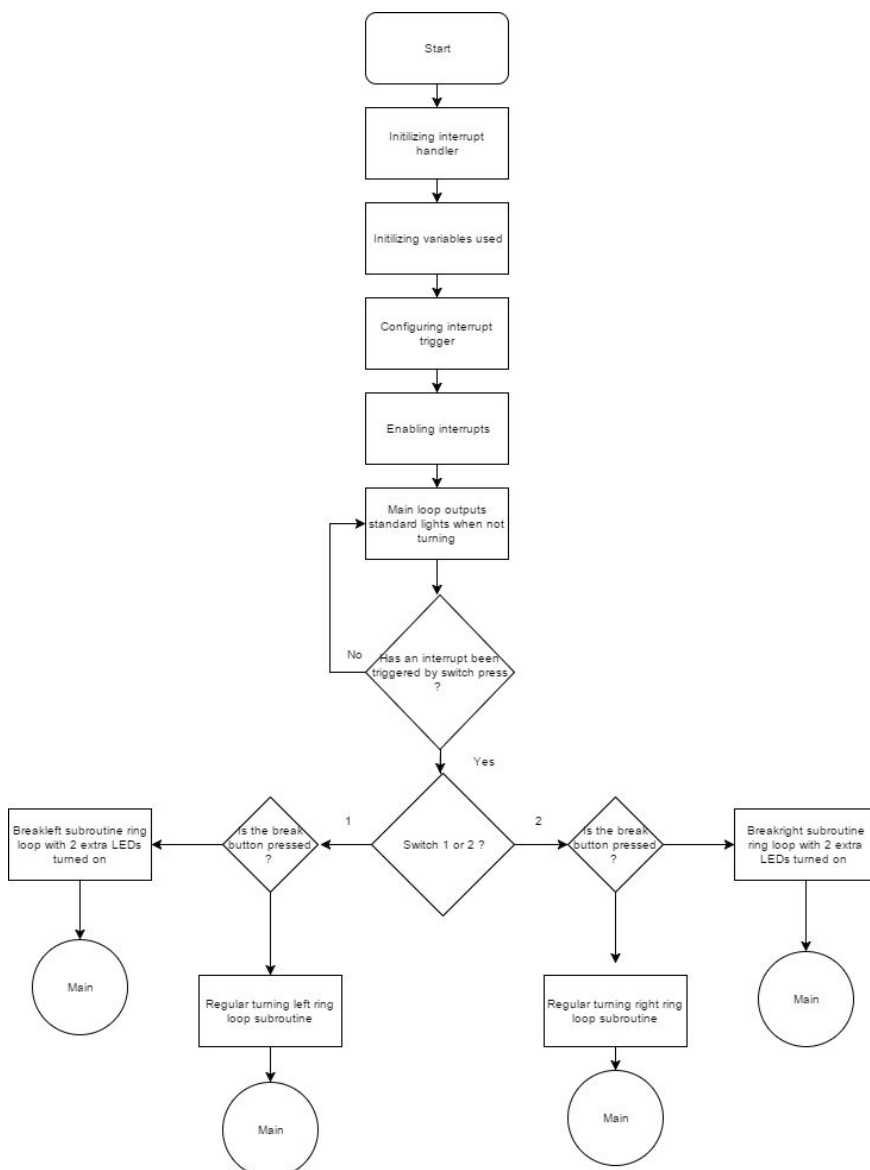 Start
Initilizing interrupt
handler
Initilizing variables used
Configuring interrupt
trigger
Enabling interrupts
Main loop outputs
standard lights when not
turning
No
Has an interrupt been
triggered by switch press
?
Yes
Breakleft subroutine ring
loop with 2 extra LEDs
turned on
Is the break
button pressed
?
1
Switch 1 or 2 ?
2
Is the break
button pressed
?
Breakright subroutine
ring loop with 2 extra
LEDs turned on
Main
Regular turning left ring
loop subroutine
Regular turning right ring
loop subroutine
Main
Main
Main